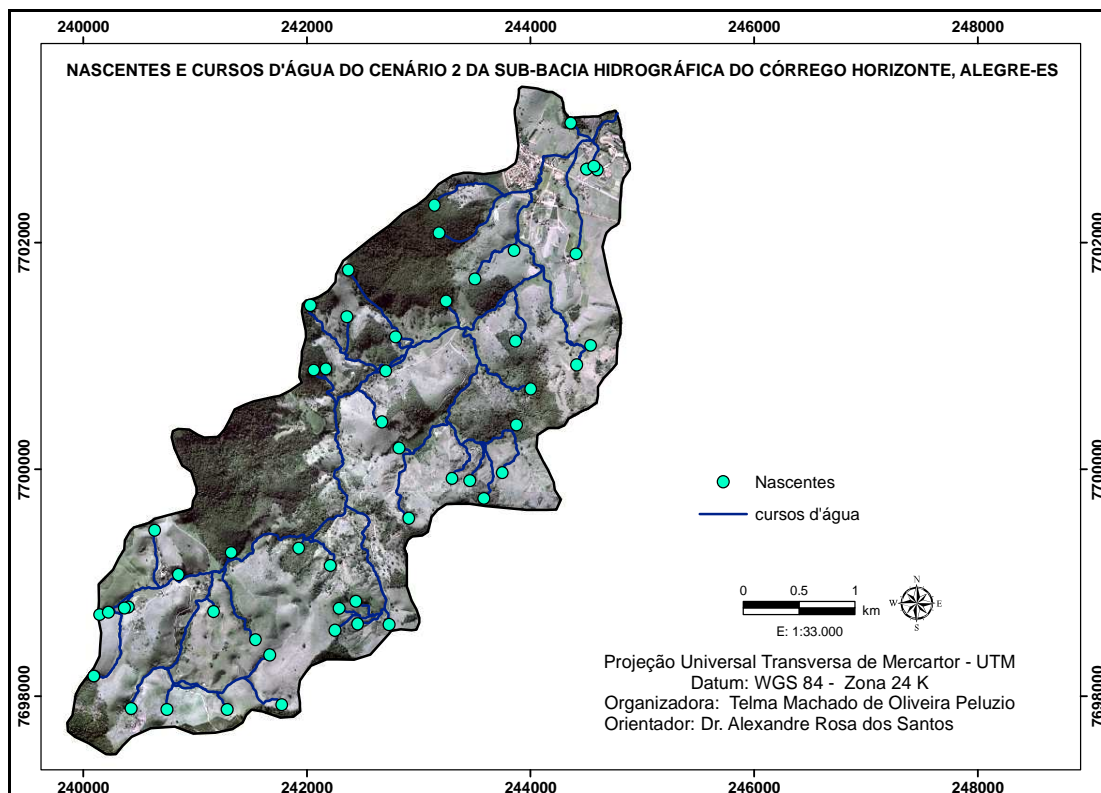 240000 242000 244000 246000 248000
NASCENTES E CURSOS D'ÁGUA DO CENÁRIO 2 DA SUB-BACIA HIDROGRÁFICA DO CÓRREGO HORIZONTE, ALEGRE-ES
7702000 7702000
7700000 7700000
Nascentes
cursos d'água
0 0.5 1
km
N
W E
S
E: 1:33.000
Projeção Universal Transversa de Mercartor - UTM
Datum: WGS 84 - Zona 24 K
Organizadora: Telma Machado de Oliveira Peluzio
Orientador: Dr. Alexandre Rosa dos Santos
7698000 7698000
240000 242000 244000 246000 248000